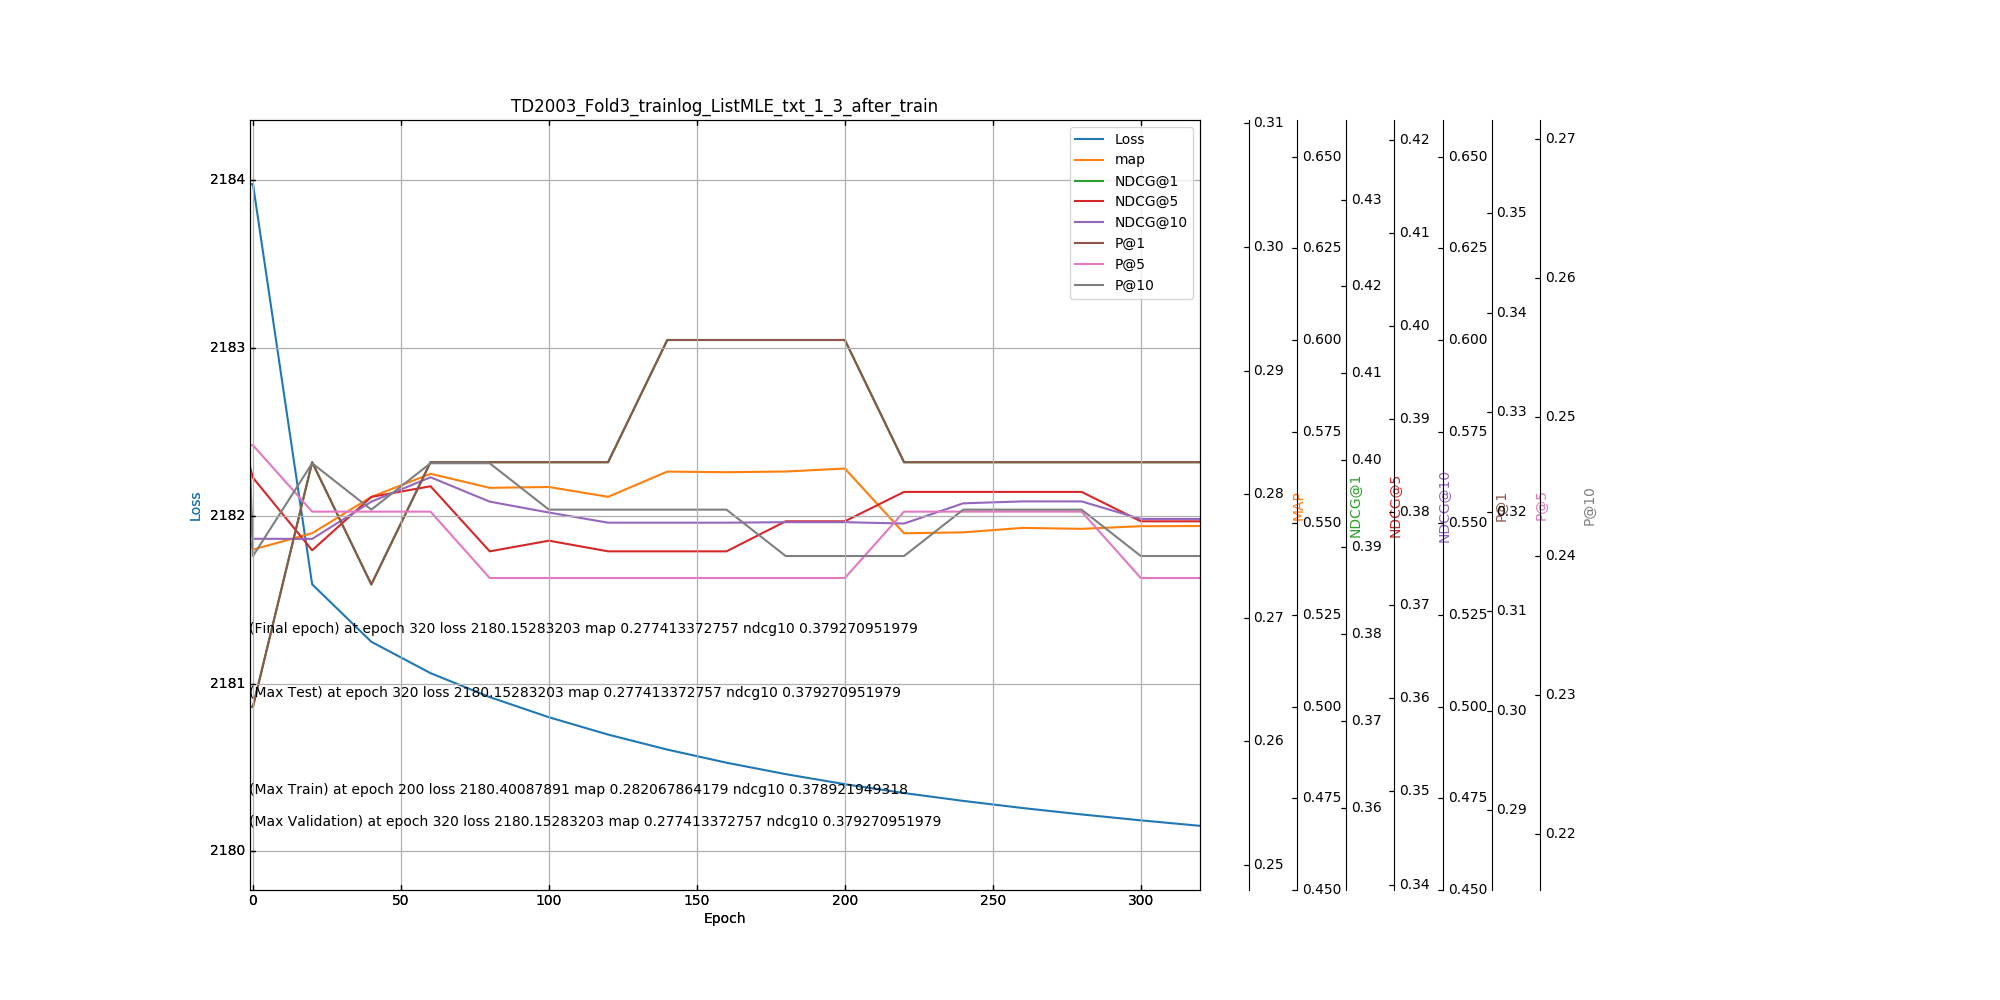 TD2003_Fold3_trainlog_ListMLE_txt_1_3_after_train
Loss
map
NDCG@1
NDCG@5
NDCG@10
P@1
P@5
P@10
2184
2183
2182
2181
2180
Loss
(Final epoch) at epoch 320 loss 2180.15283203 map 0.277413372757 ndcg10 0.379270951979
(Max Test) at epoch 320 loss 2180.15283203 map 0.277413372757 ndcg10 0.379270951979
(Max Train) at epoch 200 loss 2180.40087891 map 0.282067864179 ndcg10 0.378921949318
(Max Validation) at epoch 320 loss 2180.15283203 map 0.277413372757 ndcg10 0.379270951979
0 50 100 150 200 250 300
Epoch
0.31
0.30
0.29
0.28
0.27
0.26
0.25
MAP
0.650
0.625
0.600
0.575
0.550
0.525
0.500
0.475
0.450
NDCG@1
0.43
0.42
0.41
0.40
0.39
0.38
0.37
0.36
NDCG@5
0.42
0.41
0.40
0.39
0.38
0.37
0.36
0.35
0.34
NDCG@10
0.650
0.625
0.600
0.575
0.550
0.525
0.500
0.475
0.450
P@1
0.35
0.34
0.33
0.32
0.31
0.30
0.29
P@5
0.27
0.26
0.25
0.24
0.23
0.22
P@10